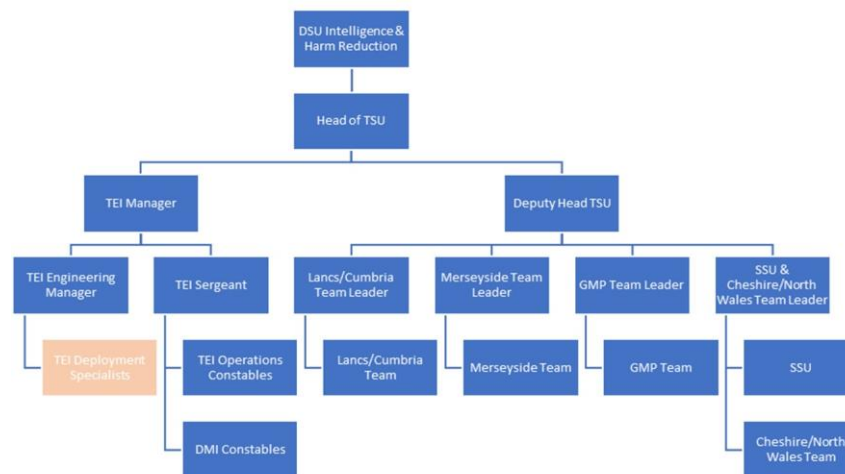 DSU Intelligence &
Harm Reduction
Head of TSU
TEI Manager
Deputy Head TSU
TEI Engineering
Manager
TEI Sergeant
Lancs/Cumbria
Team Leader
Merseyside Team
Leader
GMP Team Leader
SSU &
Cheshire/North
Wales Team Leader
TEI Deployment
Specialists
TEI Operations
Constables
Lancs/Cumbria
Team
Merseyside Team
GMP Team
SSU
DMI Constables
Cheshire/North
Wales Team